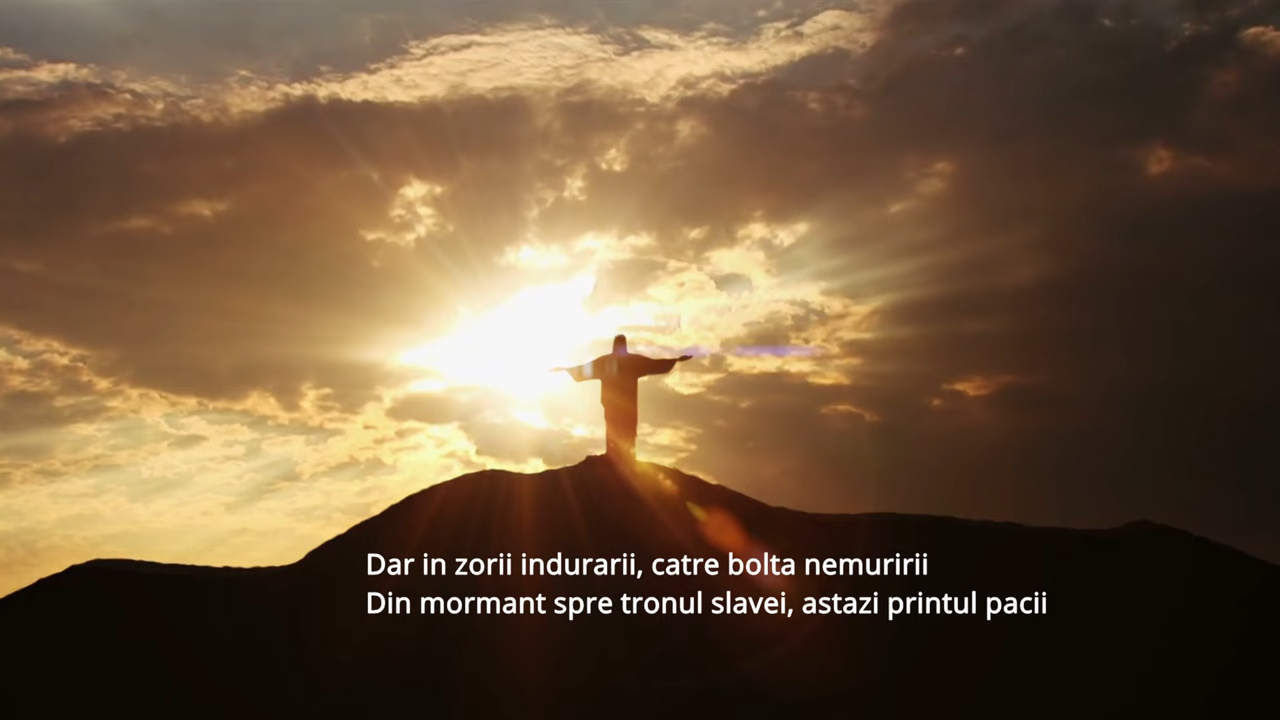 Dar in zorii indurarii, catre bolta nemuririi
Din mormant spre tronul slavei, astazi printul pacii